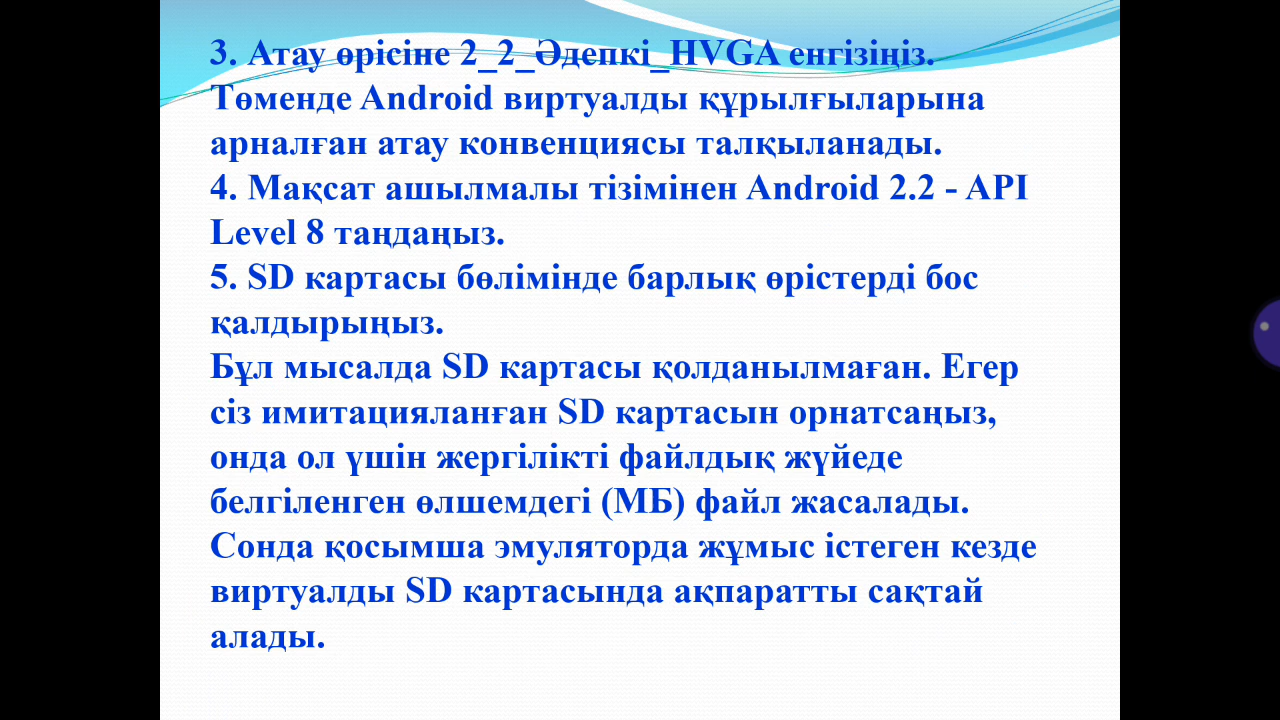 3. Атау өрісіне 2_2_Әдепкі_HVGA енгізіңіз.
Төменде Android виртуалды құрылғыларына
арналған атау конвенциясы талқыланады.
4. Мақсат ашылмалы тізімінен Android 2.2 - API
Level 8 таңдаңыз.
5. SD картасы бөлімінде барлық өрістерді бос
қалдырыңыз.
Бұл мысалда SD картасы қолданылмаған. Егер
сіз имитацияланған SD картасын орнатсаңыз,
онда ол үшін жергілікті файлдық жүйеде
белгіленген өлшемдегі (МБ) файл жасалады.
Сонда қосымша эмуляторда жұмыс істеген кезде
виртуалды SD картасында ақпаратты сақтай
алады.